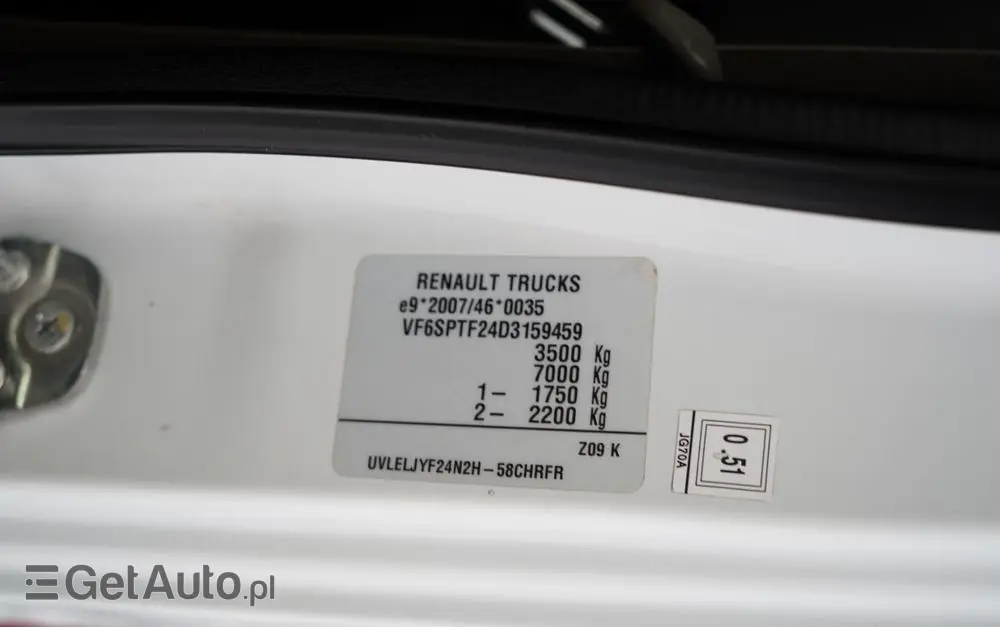 RENAULT TRUCKS
e9*2007/46*0035
VF6SPTF24D3159459
3500 Kg
7000 Kg
1- 1750 Kg
2- 2200 Kg
Z09 K
UVLELJYF24N2H-58CHRFR
0.51
JG70A
GetAuto.pl